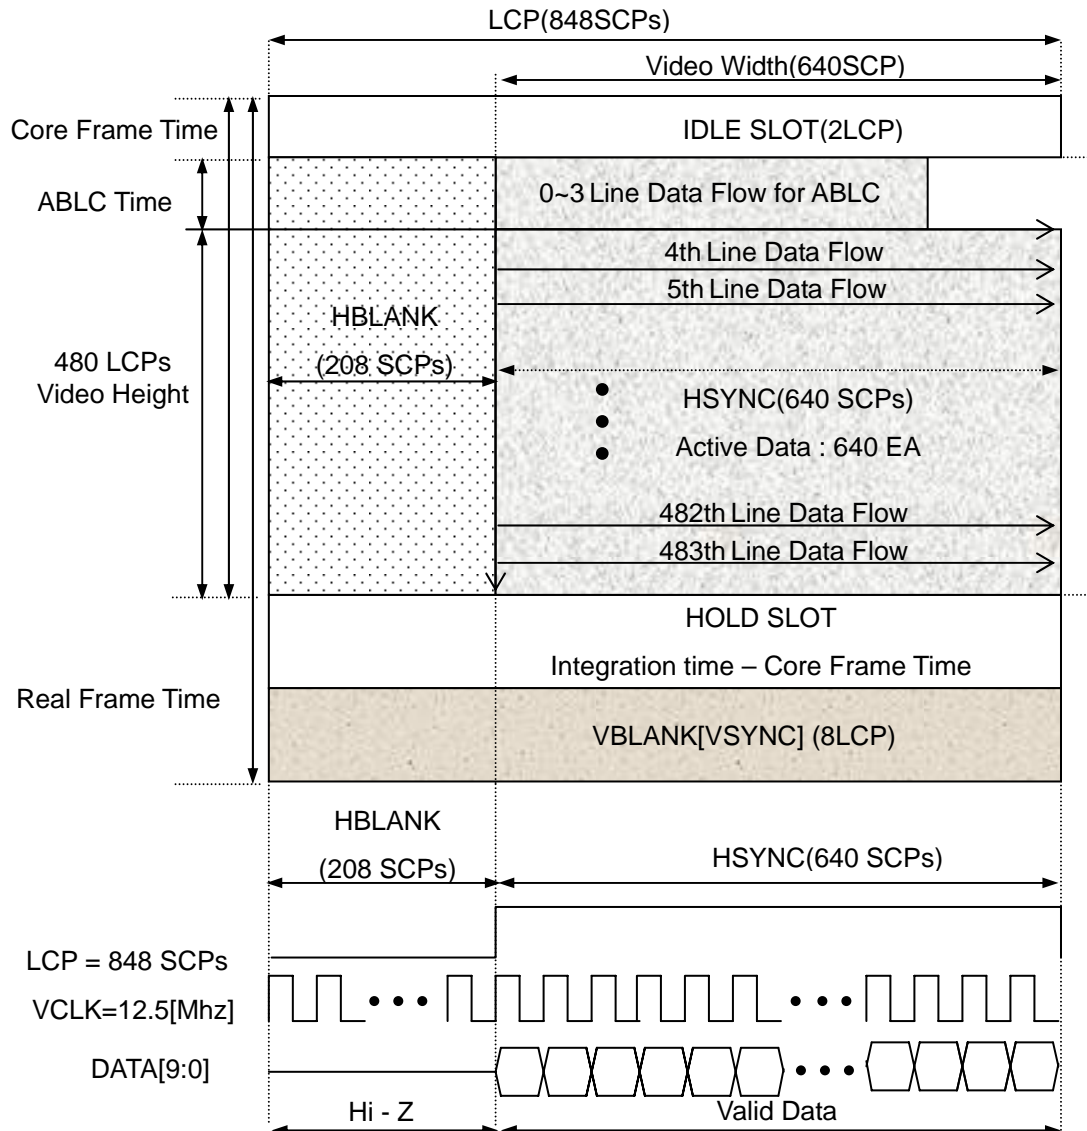 LCP(848SCPs)
Video Width(640SCP)
Core Frame Time
IDLE SLOT(2LCP)
ABLC Time
0~3 Line Data Flow for ABLC
4th Line Data Flow
5th Line Data Flow
HBLANK
(208 SCPs)
480 LCPs
Video Height
HSYNC(640 SCPs)
Active Data : 640 EA
482th Line Data Flow
483th Line Data Flow
HOLD SLOT
Integration time – Core Frame Time
Real Frame Time
VBLANK[VSYNC] (8LCP)
HBLANK
(208 SCPs)
HSYNC(640 SCPs)
LCP = 848 SCPs
VCLK=12.5[Mhz]
DATA[9:0]
Hi - Z
Valid Data